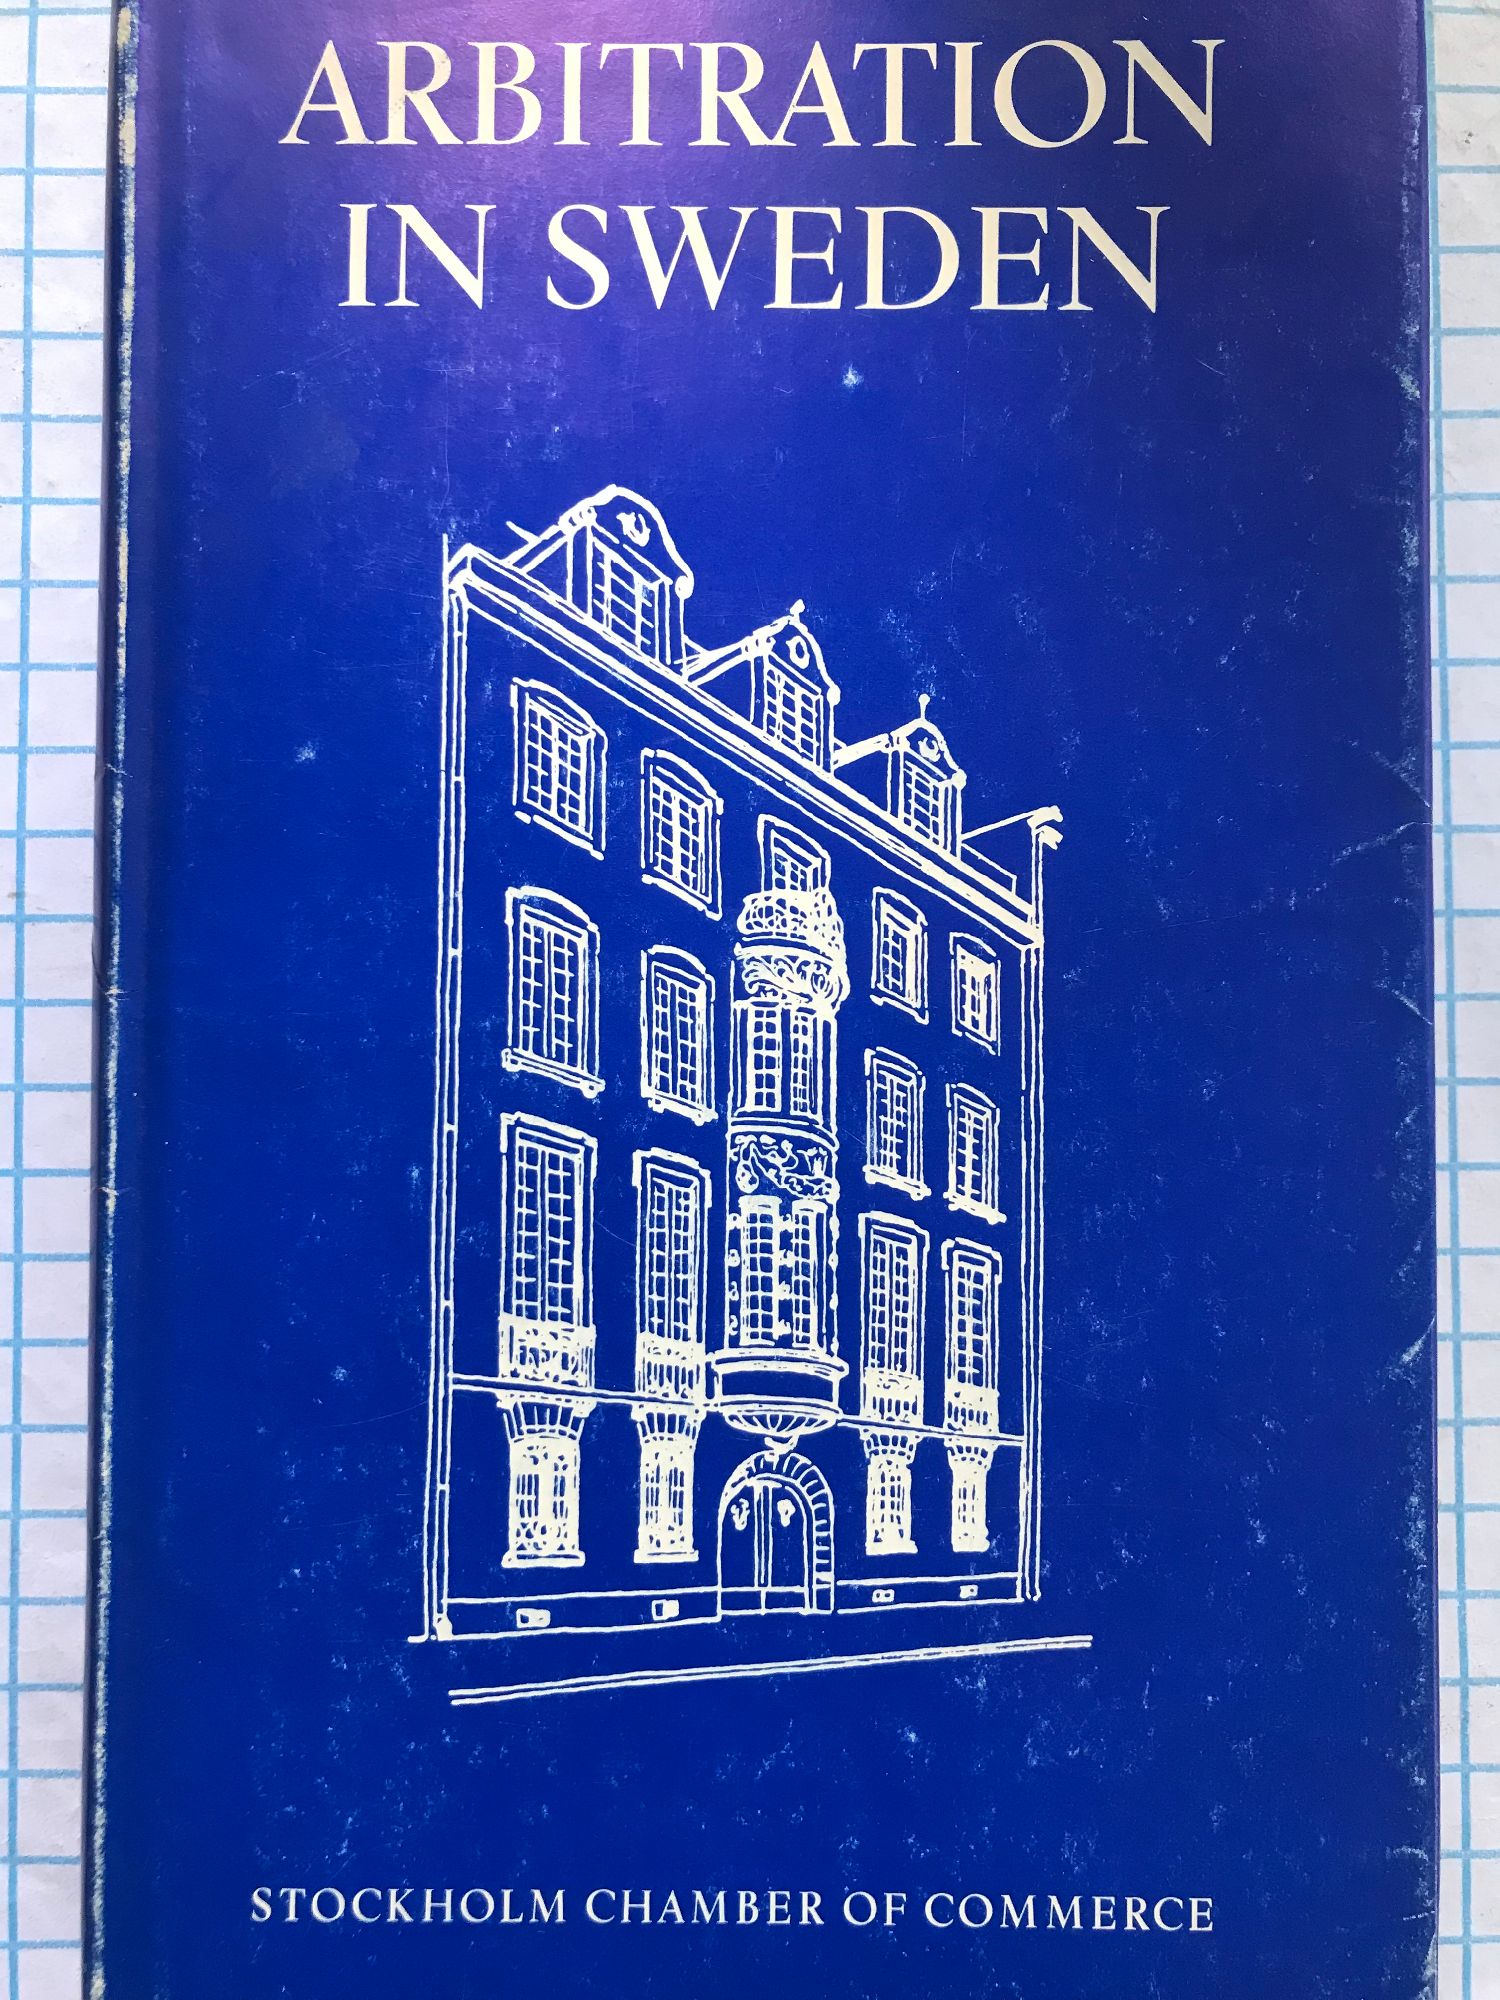 ARBITRATION
IN SWEDEN
STOCKHOLM CHAMBER OF COMMERCE